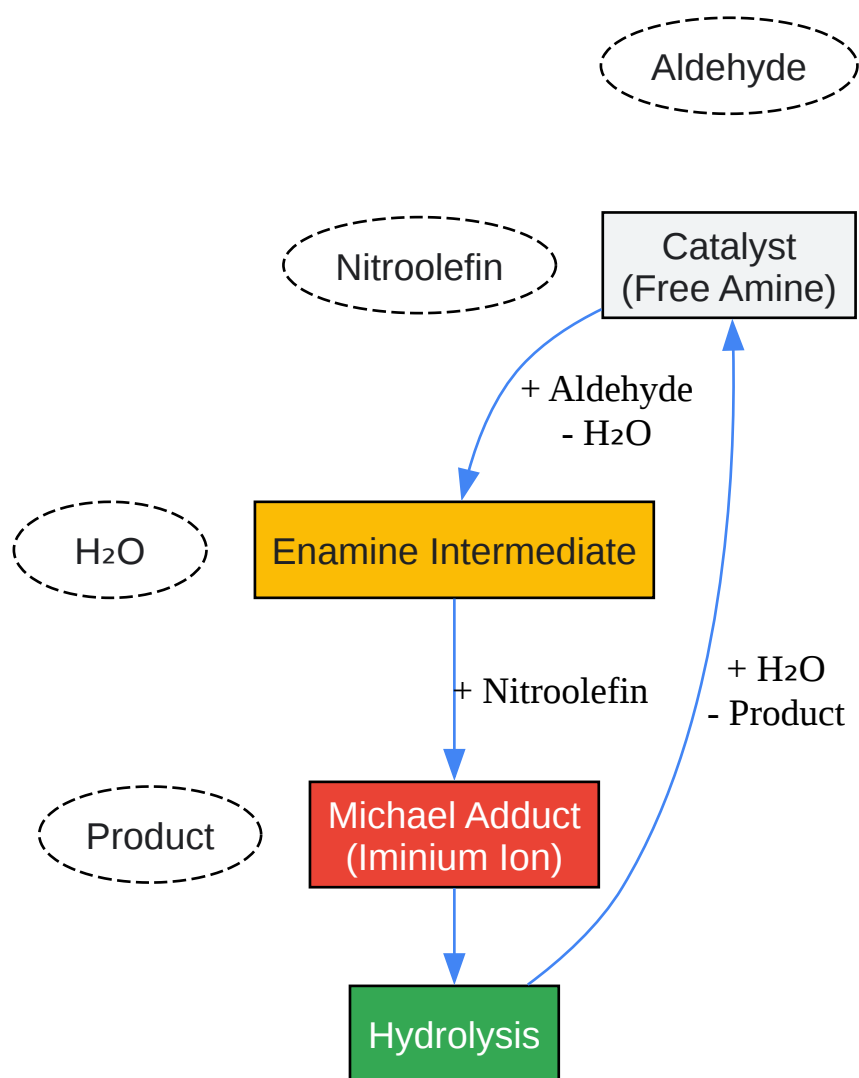 Aldehyde
Nitroolefin
Catalyst
(Free Amine)
+ Aldehyde
- H₂O
H₂O
Enamine Intermediate
+ Nitroolefin
+ H₂O
- Product
Product
Michael Adduct
(Iminium Ion)
Hydrolysis